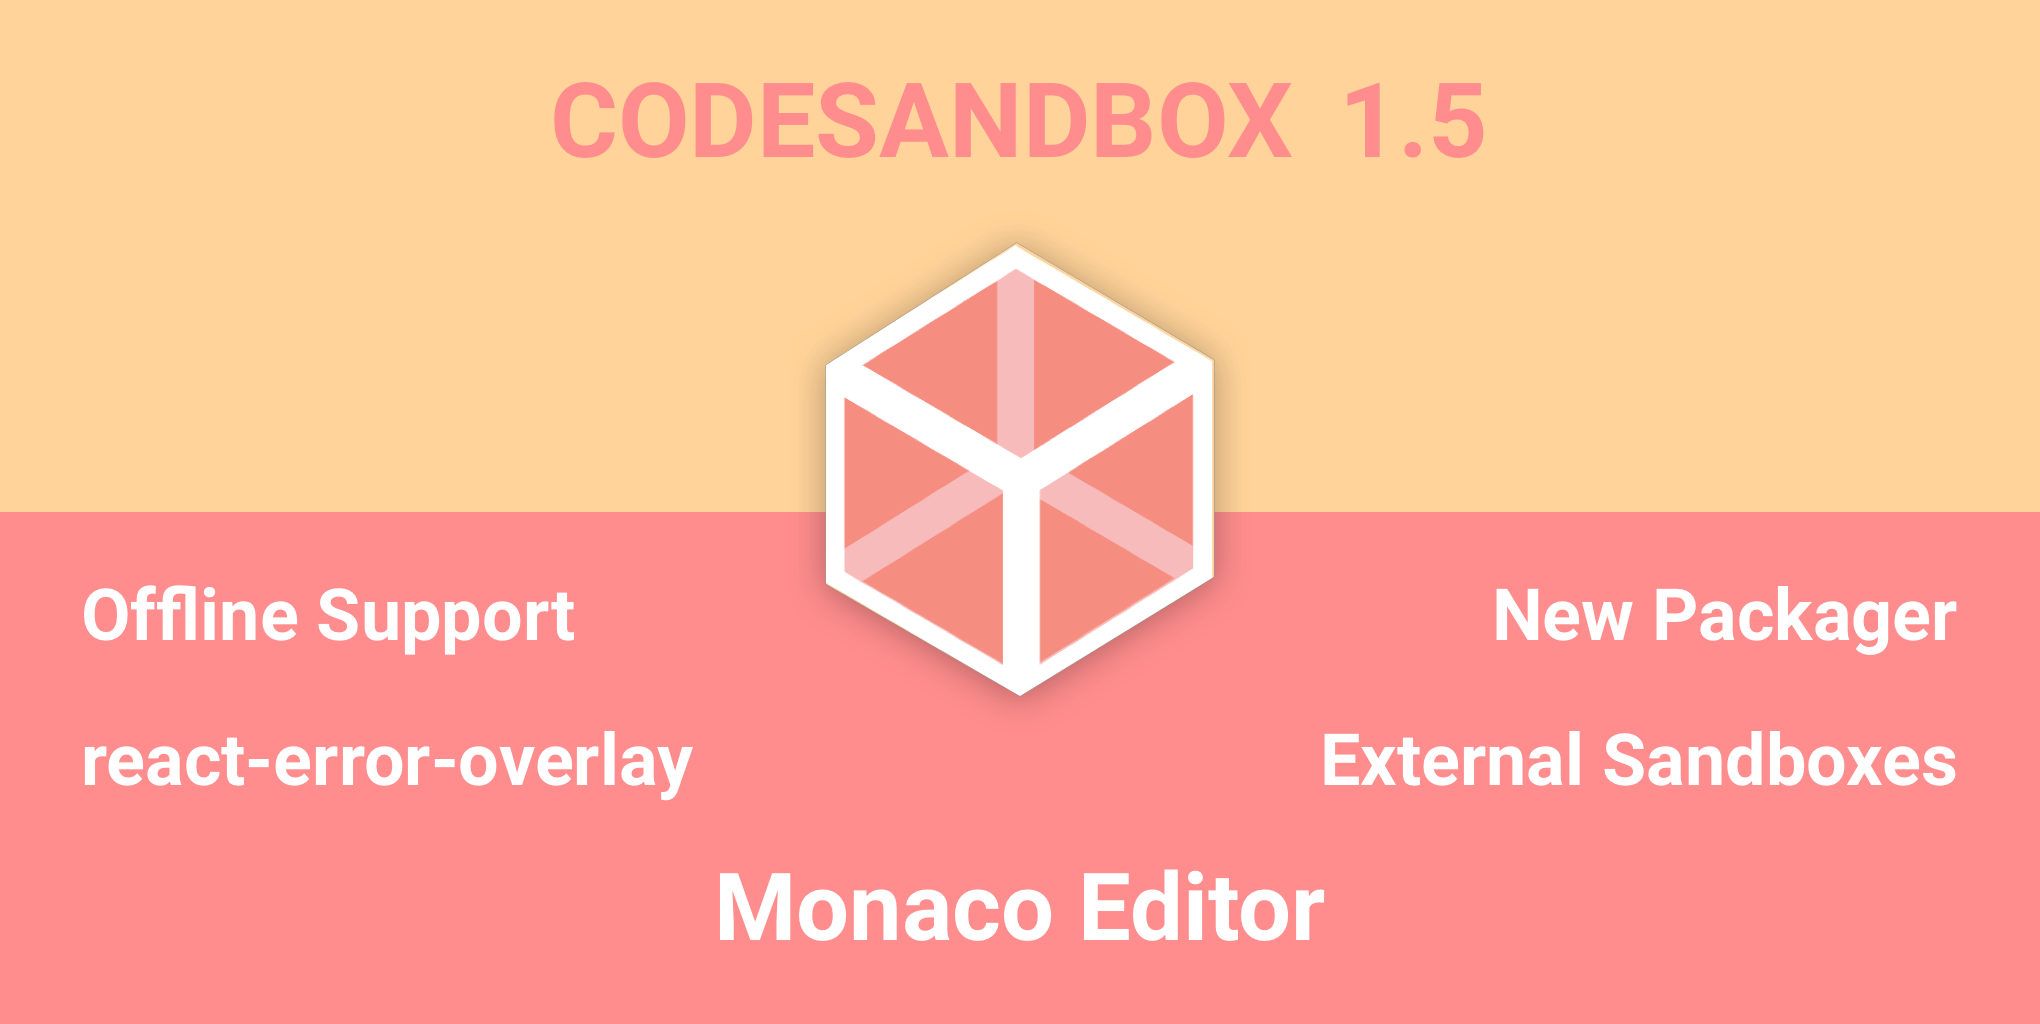 CODESANDBOX 1.5
Offline Support
New Packager
react-error-overlay
External Sandboxes
Monaco Editor